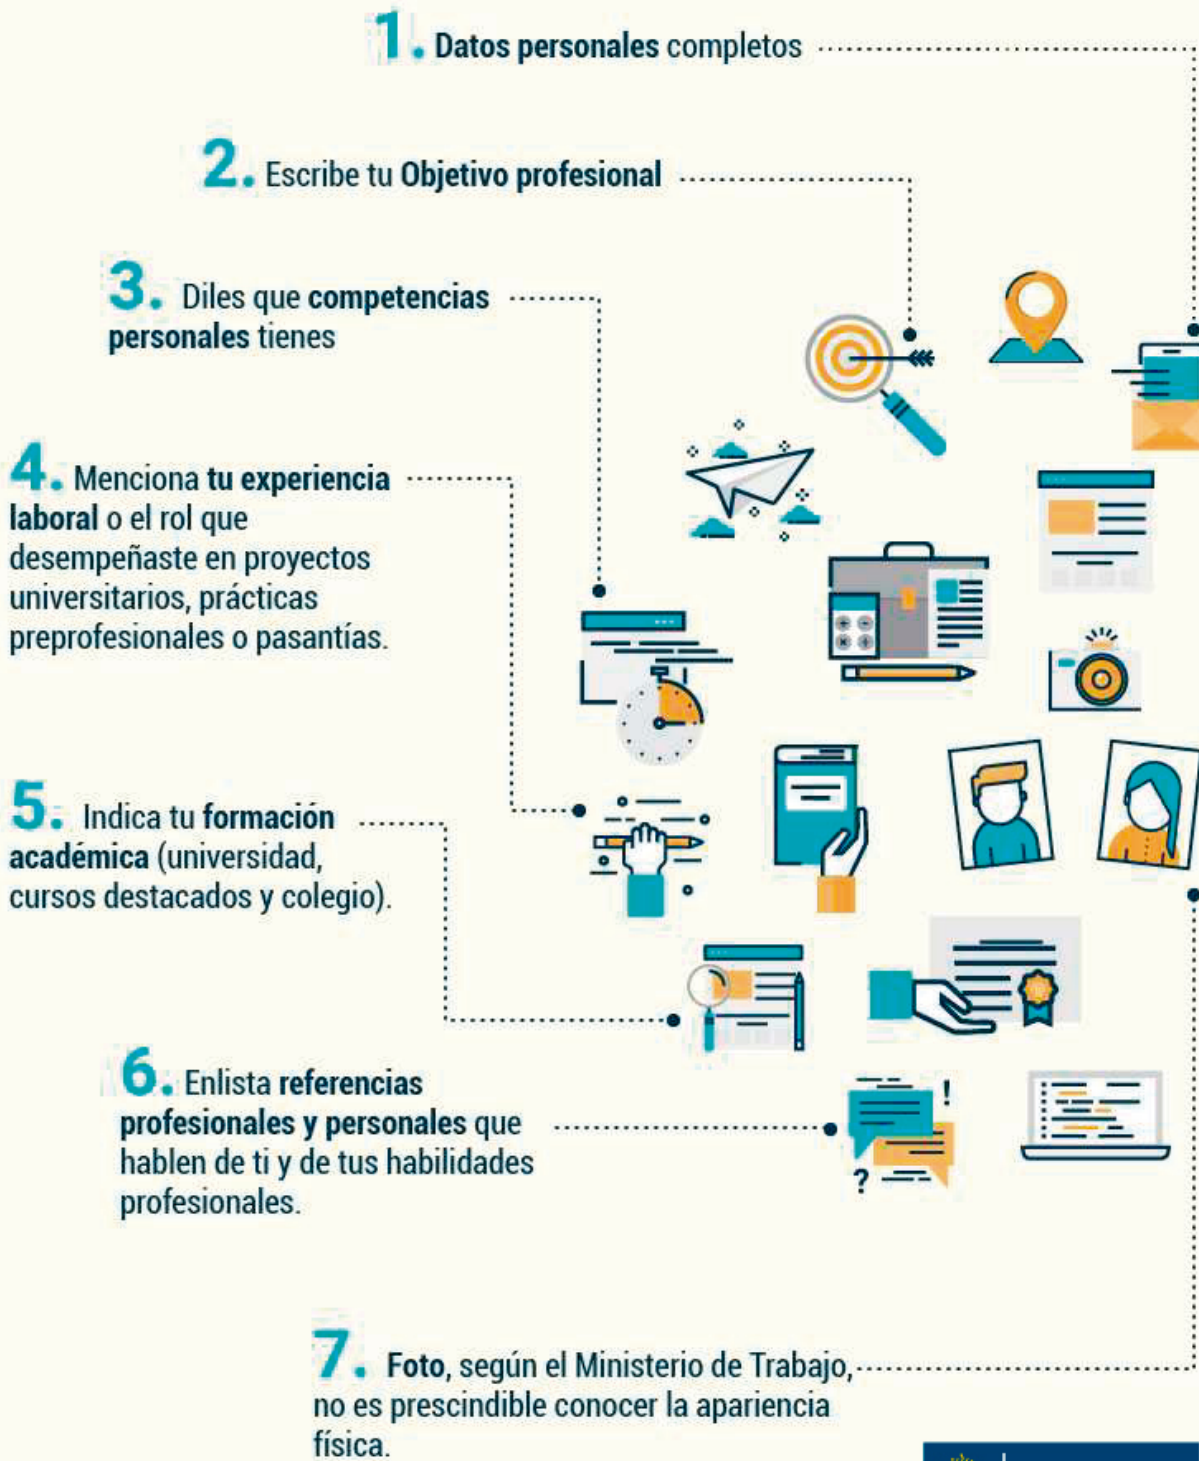 1. Datos personales completos
2. Escribe tu Objetivo profesional
3. Diles que competencias
personales tienes
4. Menciona tu experiencia
laboral o el rol que
desempeñaste en proyectos
universitarios, prácticas
preprofesionales o pasantías.
5. Indica tu formación
académica (universidad,
cursos destacados y colegio).
6. Enlista referencias
profesionales y personales que
hablen de ti y de tus habilidades
profesionales.
7. Foto, según el Ministerio de Trabajo,
no es prescindible conocer la apariencia
física.